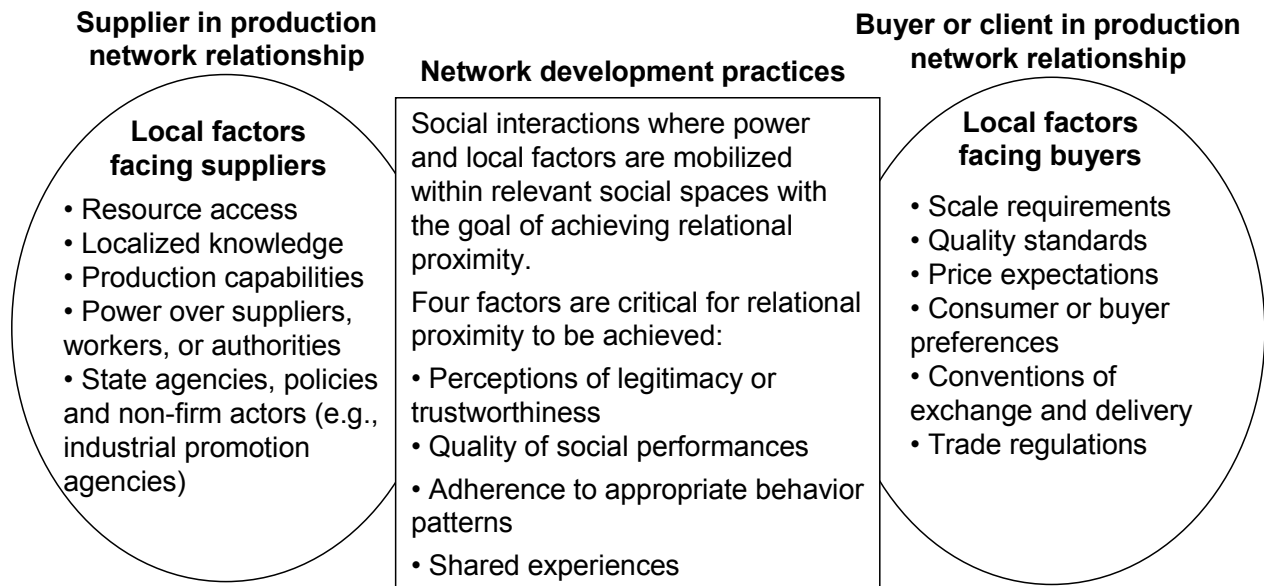 Supplier in production
network relationship
Local factors
facing suppliers
• Resource access
• Localized knowledge
• Production capabilities
• Power over suppliers,
workers, or authorities
• State agencies, policies
and non-firm actors (e.g.,
industrial promotion
agencies)
Network development practices
Social interactions where power
and local factors are mobilized
within relevant social spaces with
the goal of achieving relational
proximity.
Four factors are critical for relational
proximity to be achieved:
• Perceptions of legitimacy or
trustworthiness
• Quality of social performances
• Adherence to appropriate behavior
patterns
• Shared experiences
Buyer or client in production
network relationship
Local factors
facing buyers
• Scale requirements
• Quality standards
• Price expectations
• Consumer or buyer
preferences
• Conventions of
exchange and delivery
• Trade regulations